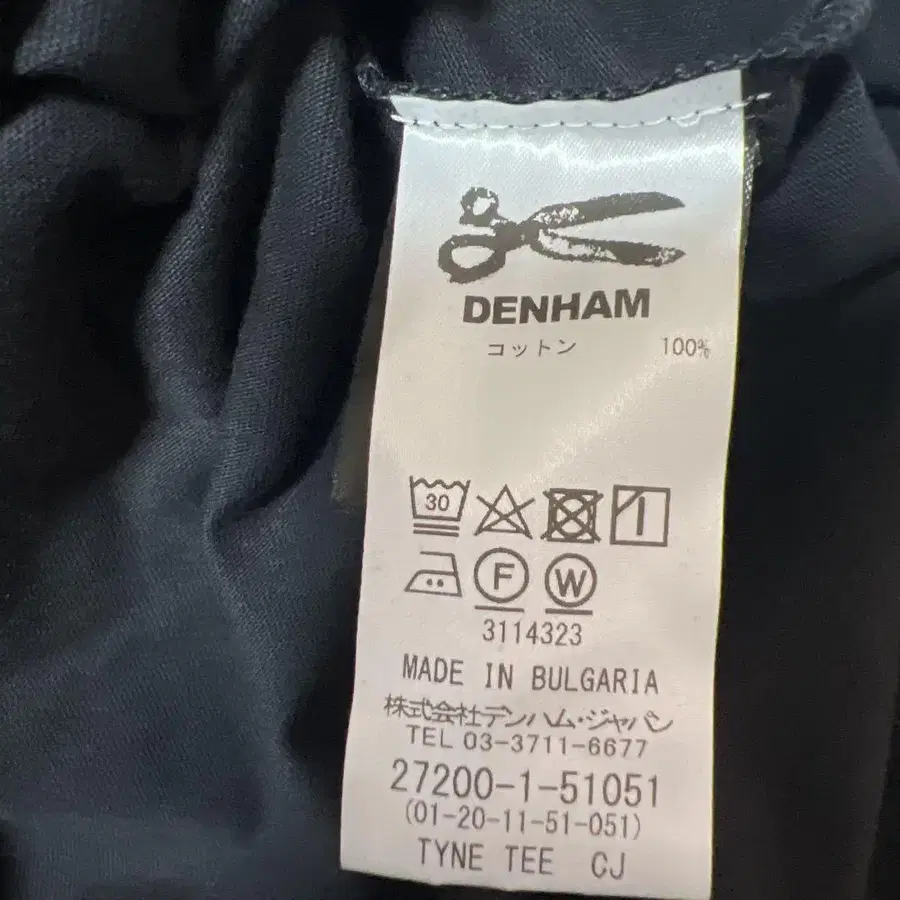 DENHAM
コットン 100%
30
F W
3114323
MADE IN BULGARIA
株式会社デンハム・ジャパン
TEL 03-3711-6677
27200-1-51051
(01-20-11-51-051)
TYNE TEE CJ